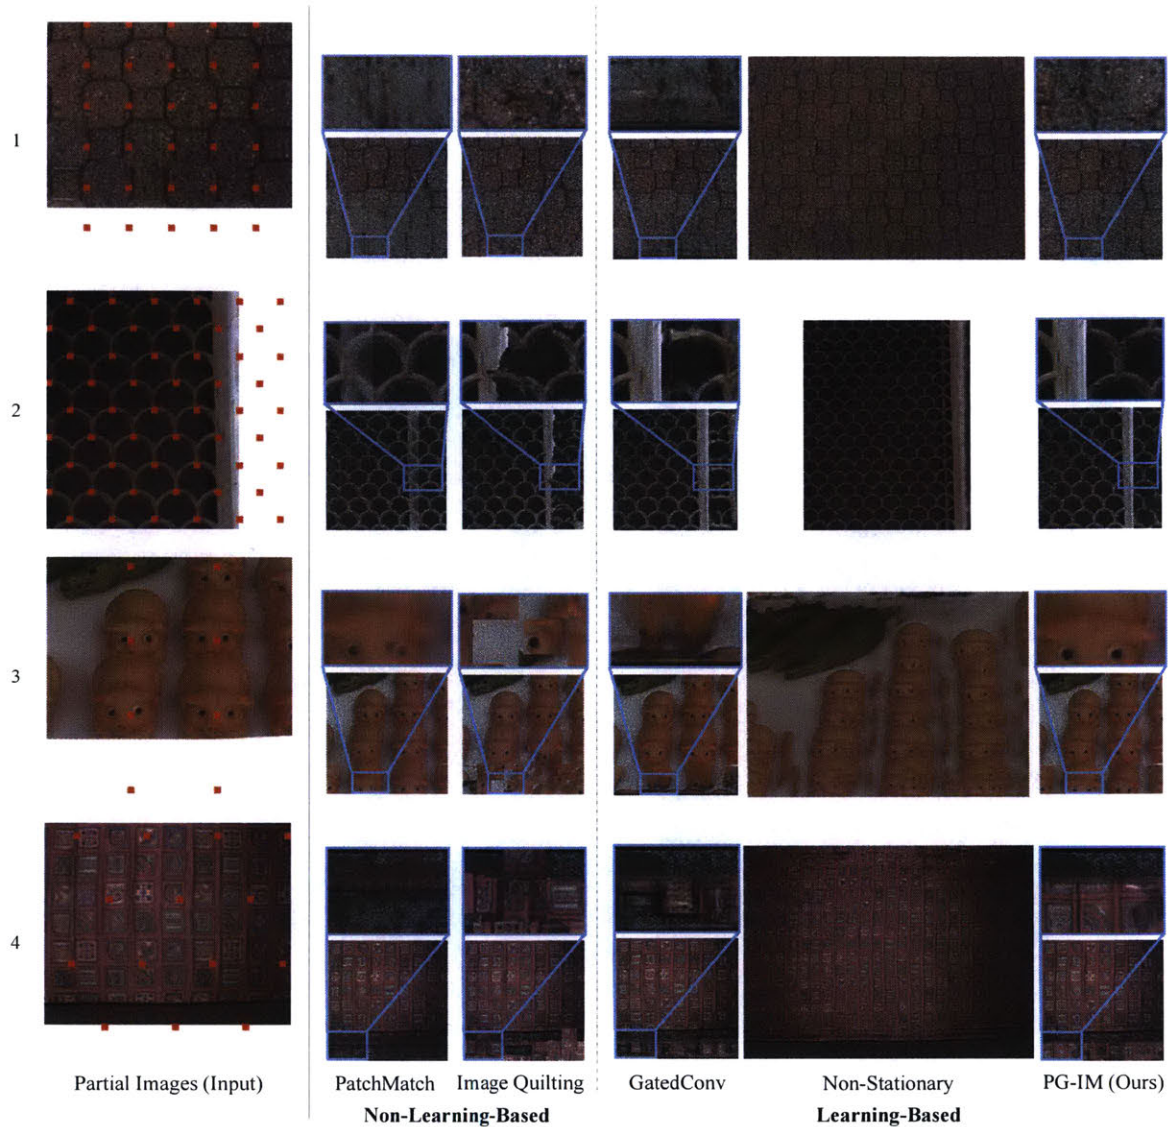 1
2
3
4
Partial Images (Input)
PatchMatch
Image Quilting
GatedConv
Non-Stationary
PG-IM (Ours)
Non-Learning-Based
Learning-Based